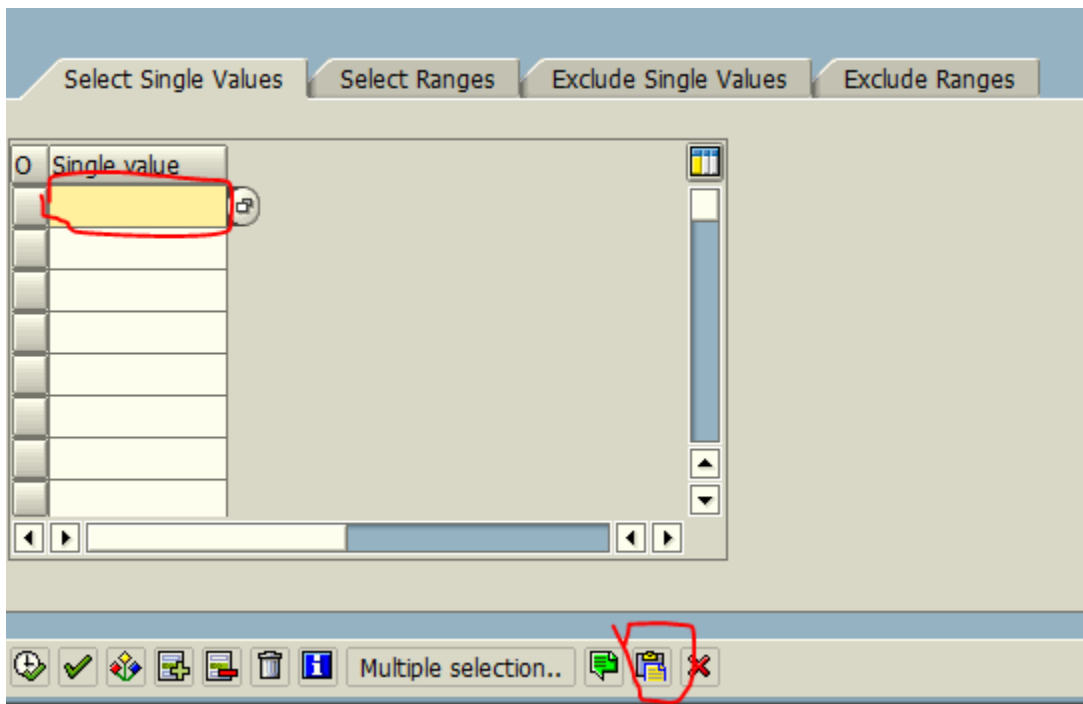 Select Single Values Select Ranges Exclude Single Values Exclude Ranges
O Single value
Multiple selection..